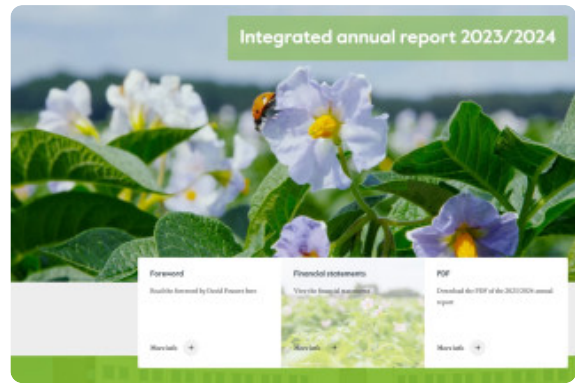 Integrated annual report 2023/2024
Foreword
Read the foreword by David Pousset here
More info
Financial statements
View the financial statements
More info
PDF
Download the PDF of the 2023/2024 annual
report
More info